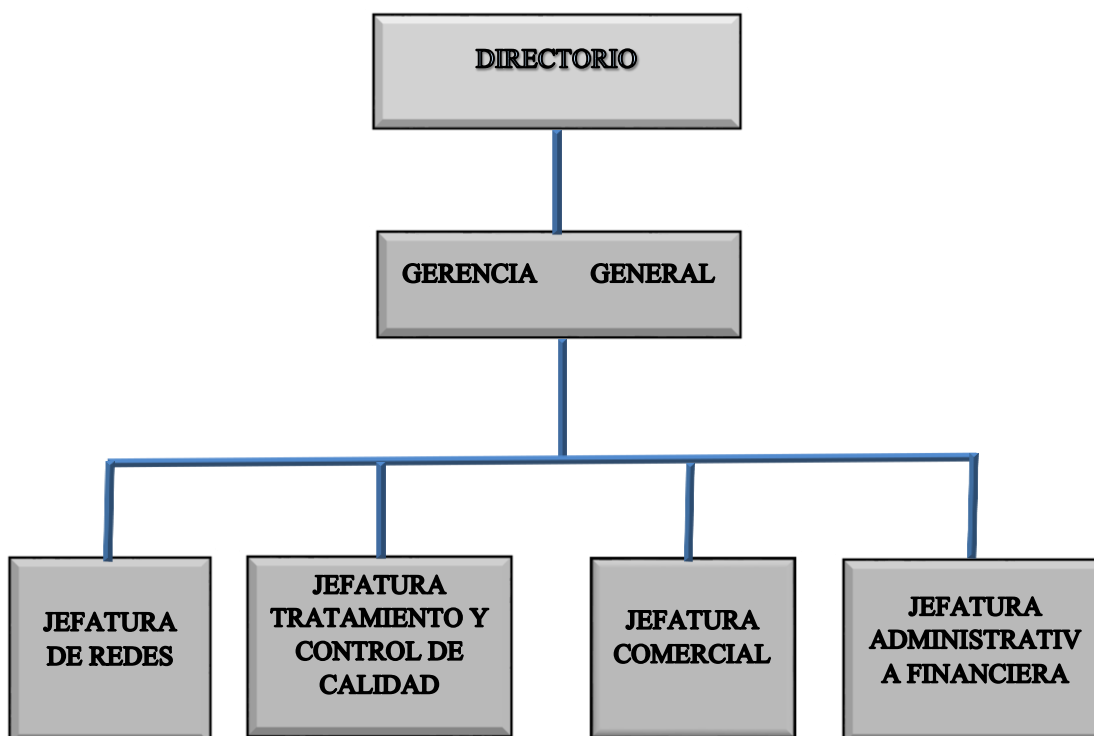 DIRECTORIO
GERENCIA GENERAL
JEFATURA
DE REDES
JEFATURA
TRATAMIENTO Y
CONTROL DE
CALIDAD
JEFATURA
COMERCIAL
JEFATURA
ADMINISTRATIV
A FINANCIERA